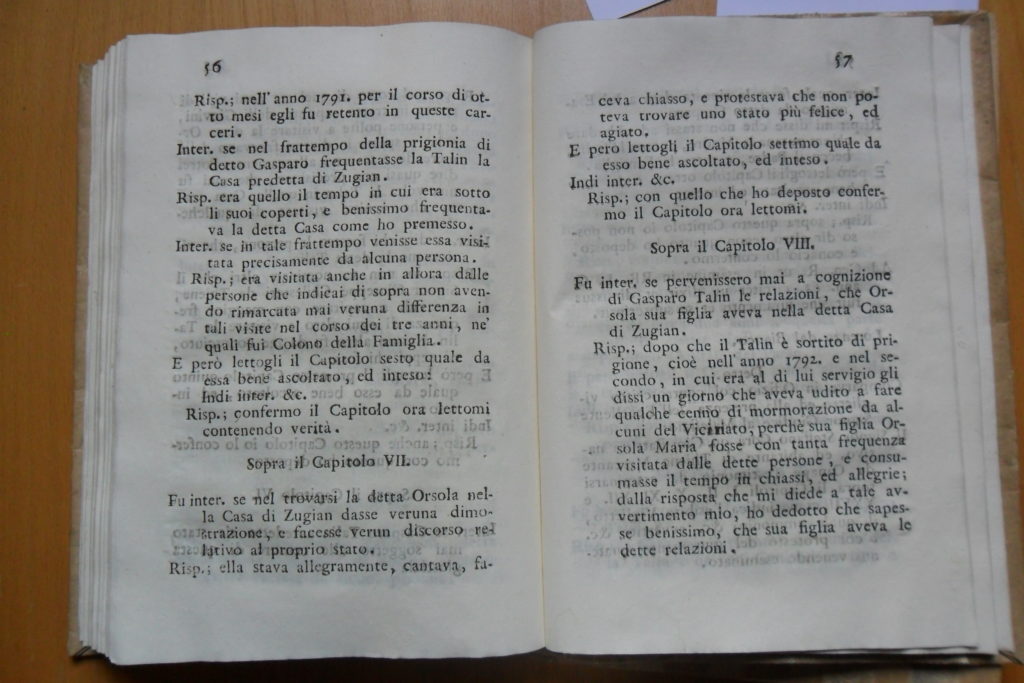 56
Risp.; nell'anno 1791. per il corso di ot-
to mesi egli fu retento in queste car-
ceri.
Inter. se nel frattempo della prigionia di
detto Gasparo frequentasse la Talin la
Casa predetta di Zugian.
Risp. era quello il tempo in cui era sotto
li suoi coperti, e benissimo frequenta-
va la detta Casa come ho premesso.
Inter. se in tale frattempo venisse essa visi-
tata precisamente da alcuna persona.
Risp.; era visitata anche in allora dalle
persone che indicai di sopra non aven-
do rimarcata mai veruna differenza in
tali visite nel corso dei tre anni, ne'
quali fui Colono della Famiglia.
E però lettogli il Capitolo sesto quale da
essa bene ascoltato, ed inteso:
Indi inter. &c.
Risp.; confermo il Capitolo ora lettomi
contenendo verità.
Sopra il Capitolo VII.
Fu inter. se nel trovarsi la detta Orsola nel-
la Casa di Zugian dasse veruna dimo-
strazione, e facesse verun discorso re-
lativo al proprio stato.
Risp.; ella stava allegramente, cantava, fa-
57
ceva chiasso, e protestava che non po-
teva trovare uno stato più felice, ed
agiato.
E però lettogli il Capitolo settimo quale da
esso bene ascoltato, ed inteso.
Indi inter. &c.
Risp.; con quello che ho deposto confer-
mo il Capitolo ora lettomi.
Sopra il Capitolo VIII.
Fu inter. se pervenissero mai a cognizione
di Gasparo Talin le relazioni, che Or-
sola sua figlia aveva nella detta Casa
di Zugian.
Risp.; dopo che il Talin è sortito di pri-
gione, cioè nell'anno 1792. e nel se-
condo, in cui era al di lui servigio gli
dissi un giorno che aveva udito a fare
qualche cenno di mormorazione da al-
cuni del Viciniato, perchè sua figlia Or-
sola Maria fosse con tanta frequenza
visitata dalle dette persone, e consu-
masse il tempo in chiassi, ed allegrie;
dalla risposta che mi diede a tale av-
vertimento mio, ho dedotto che sapes-
se benissimo, che sua figlia aveva le
dette relazioni.